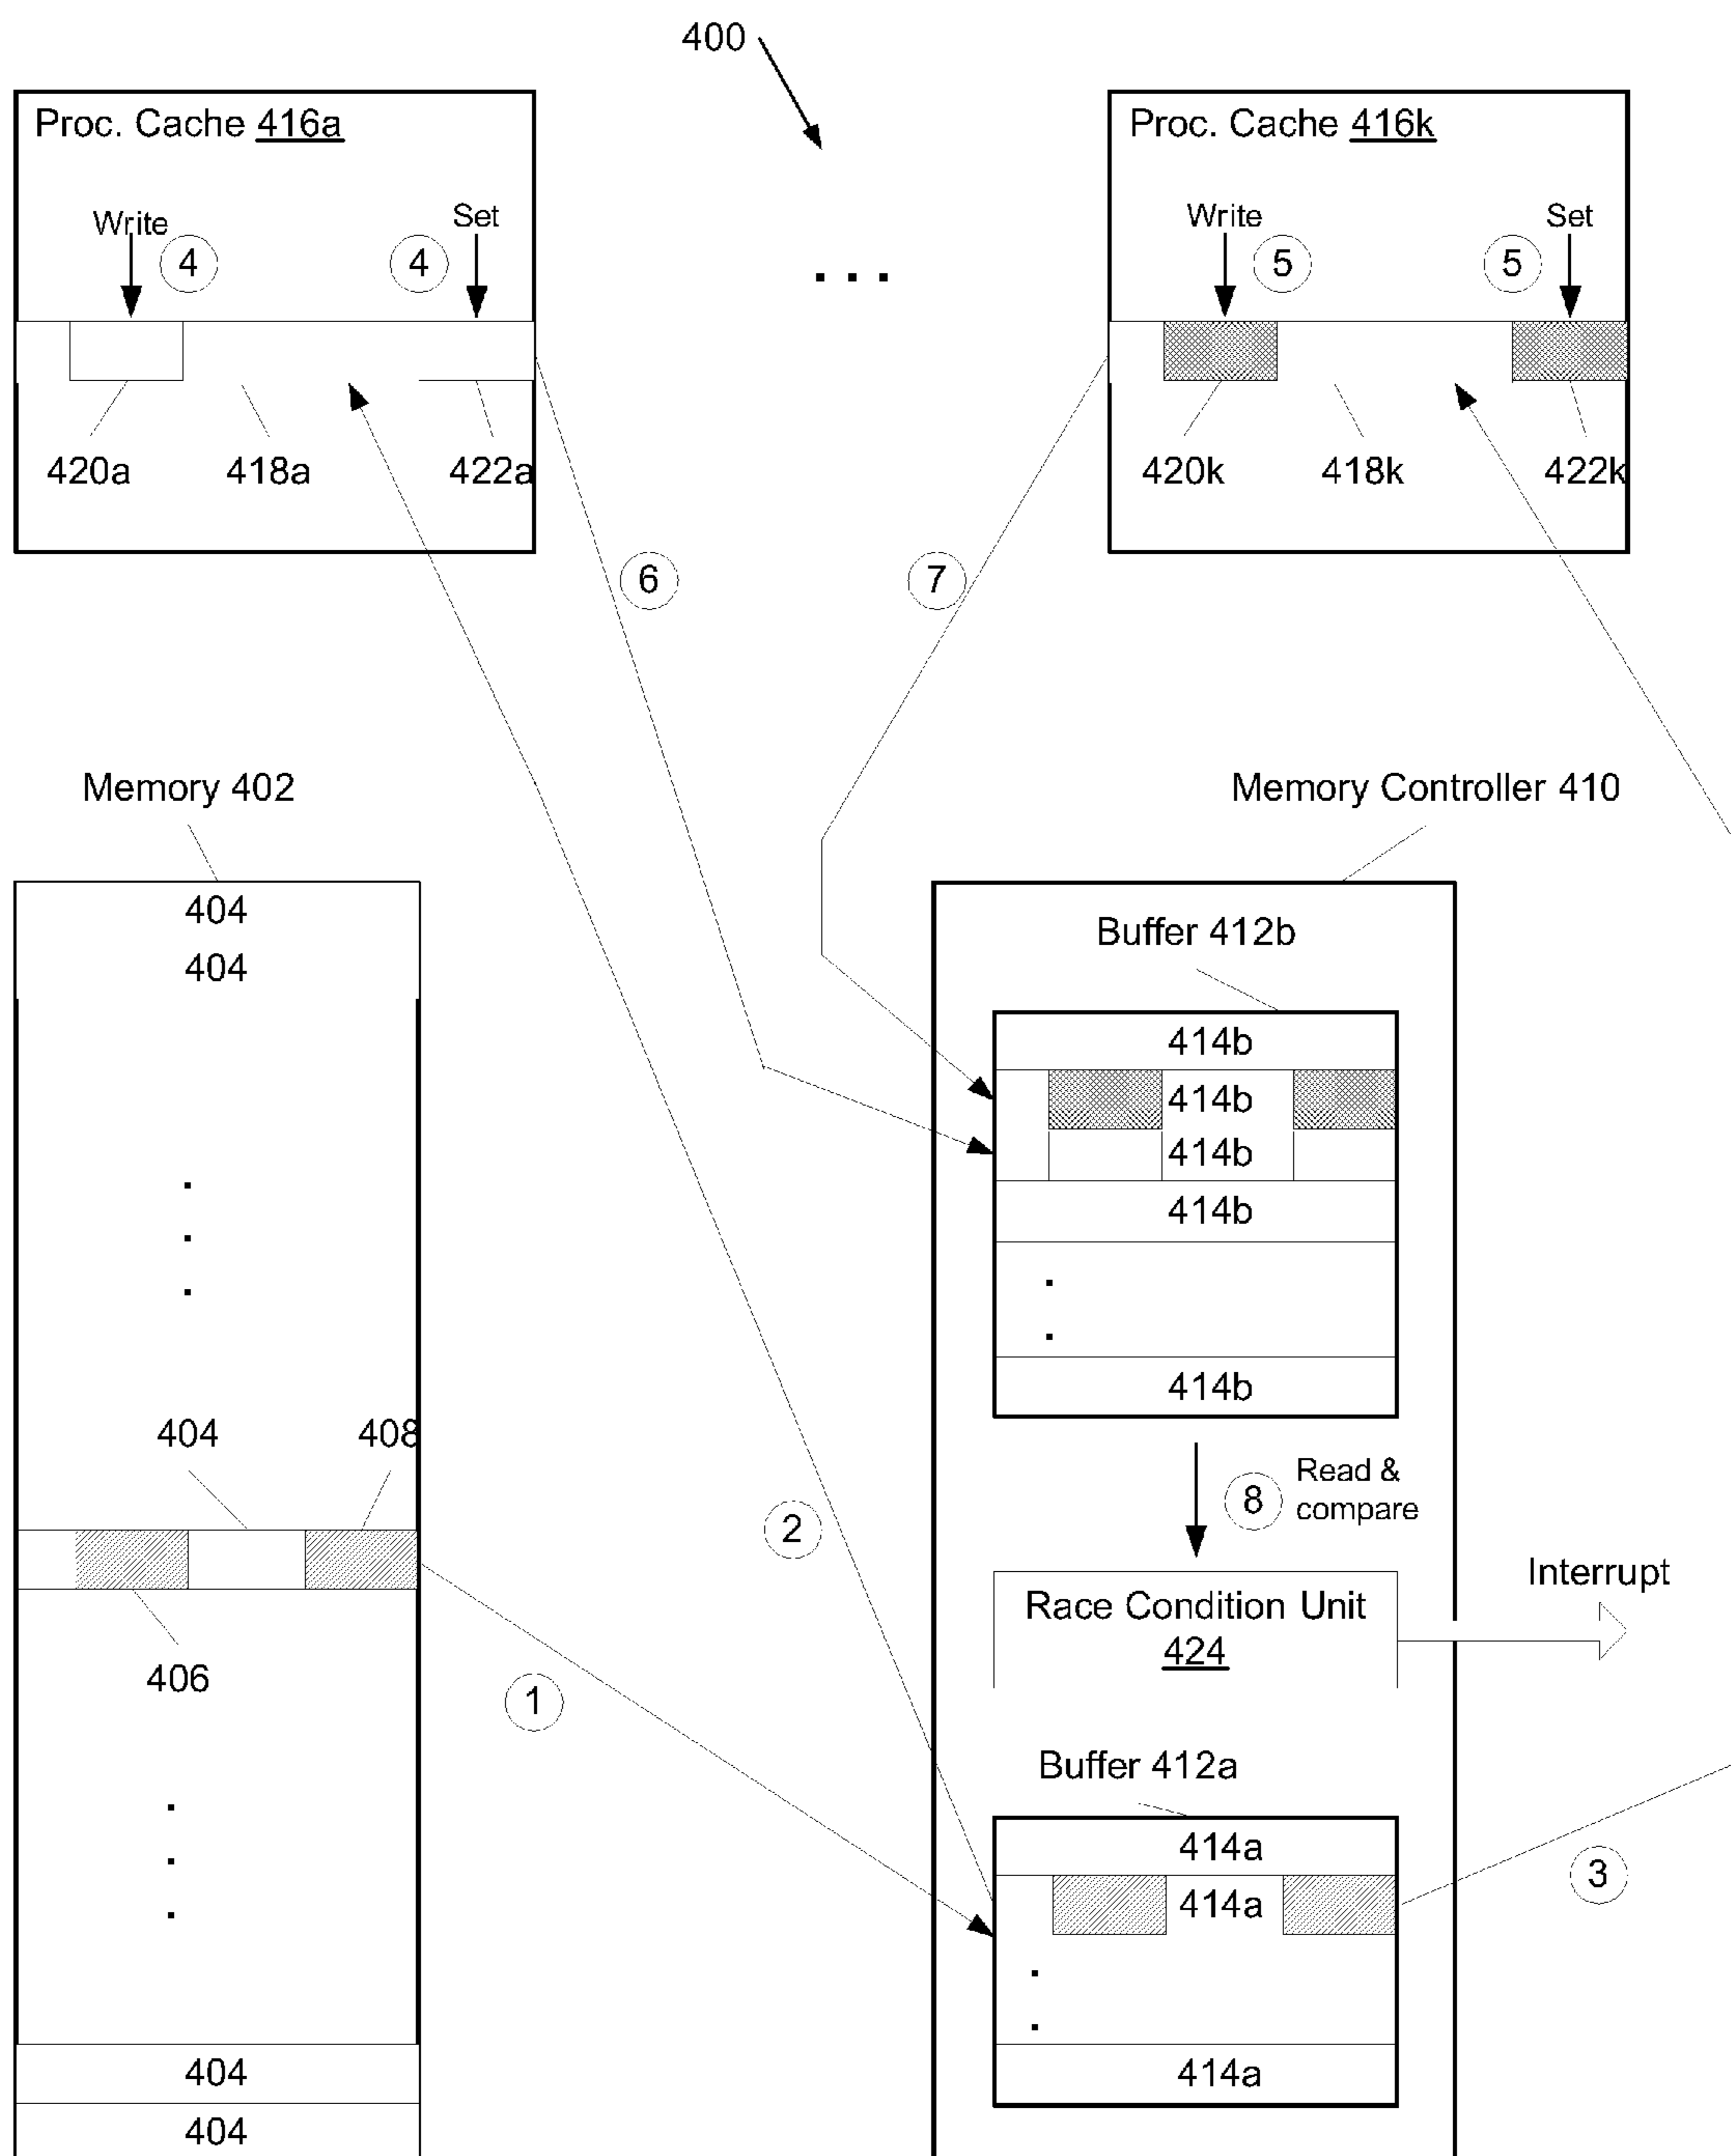 400
Proc. Cache 416a
Write
4
4
Set
420a
418a
422a
. . .
Proc. Cache 416k
Write
5
5
Set
420k
418k
422k
6
7
Memory 402
404
404
404
408
406
404
404
1
2
Memory Controller 410
Buffer 412b
414b
414b
414b
414b
414b
8
Read &
compare
Race Condition Unit
424
Interrupt
Buffer 412a
414a
414a
414a
3